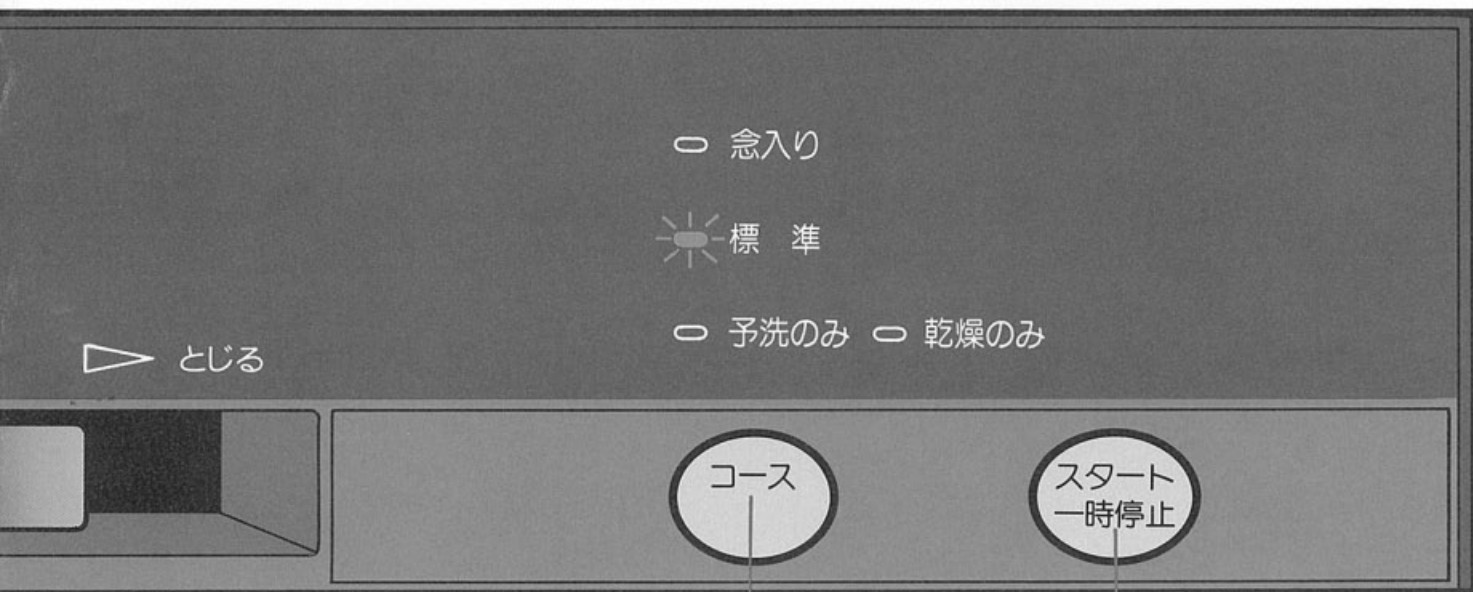 念入り
標 準
予洗のみ 乾燥のみ
とじる
コース
スタート
一時停止